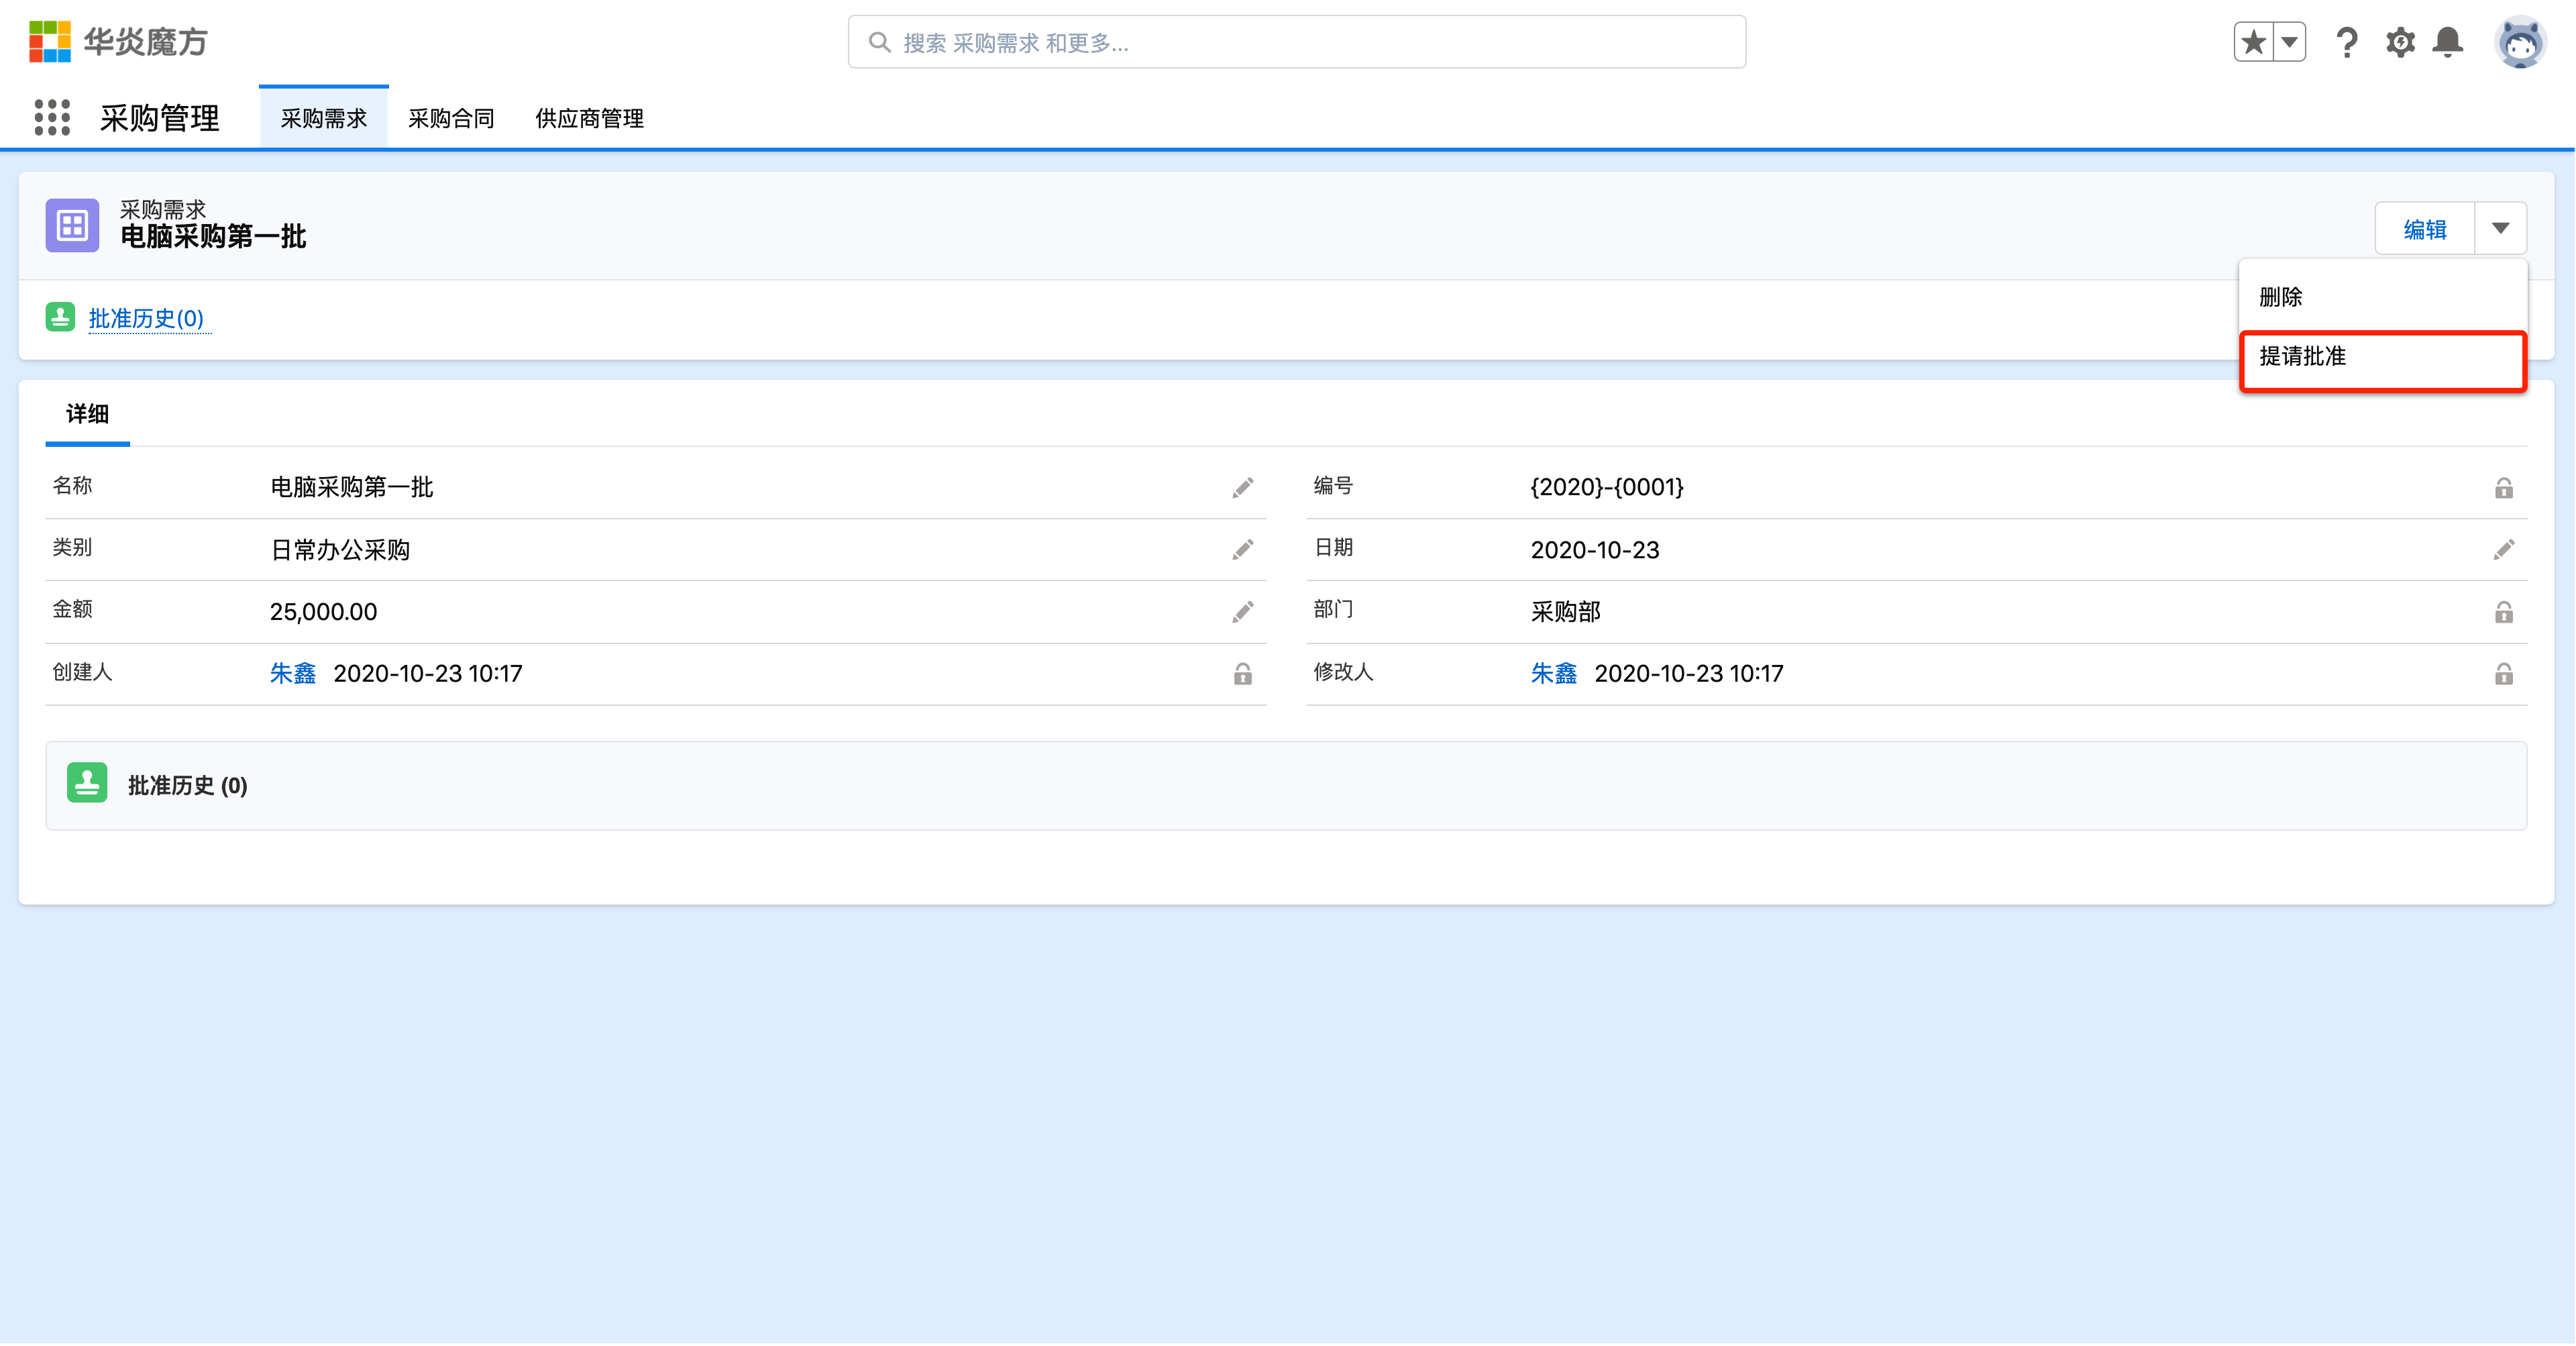 华炎魔方
搜索 采购需求 和更多...
采购管理 采购需求 采购合同 供应商管理
采购需求
电脑采购第一批
编辑
删除
提请批准
批准历史(0)
详细
名称 电脑采购第一批 编号 {2020}-{0001}
类别 日常办公采购 日期 2020-10-23
金额 25,000.00 部门 采购部
创建人 朱鑫 2020-10-23 10:17 修改人 朱鑫 2020-10-23 10:17
批准历史 (0)